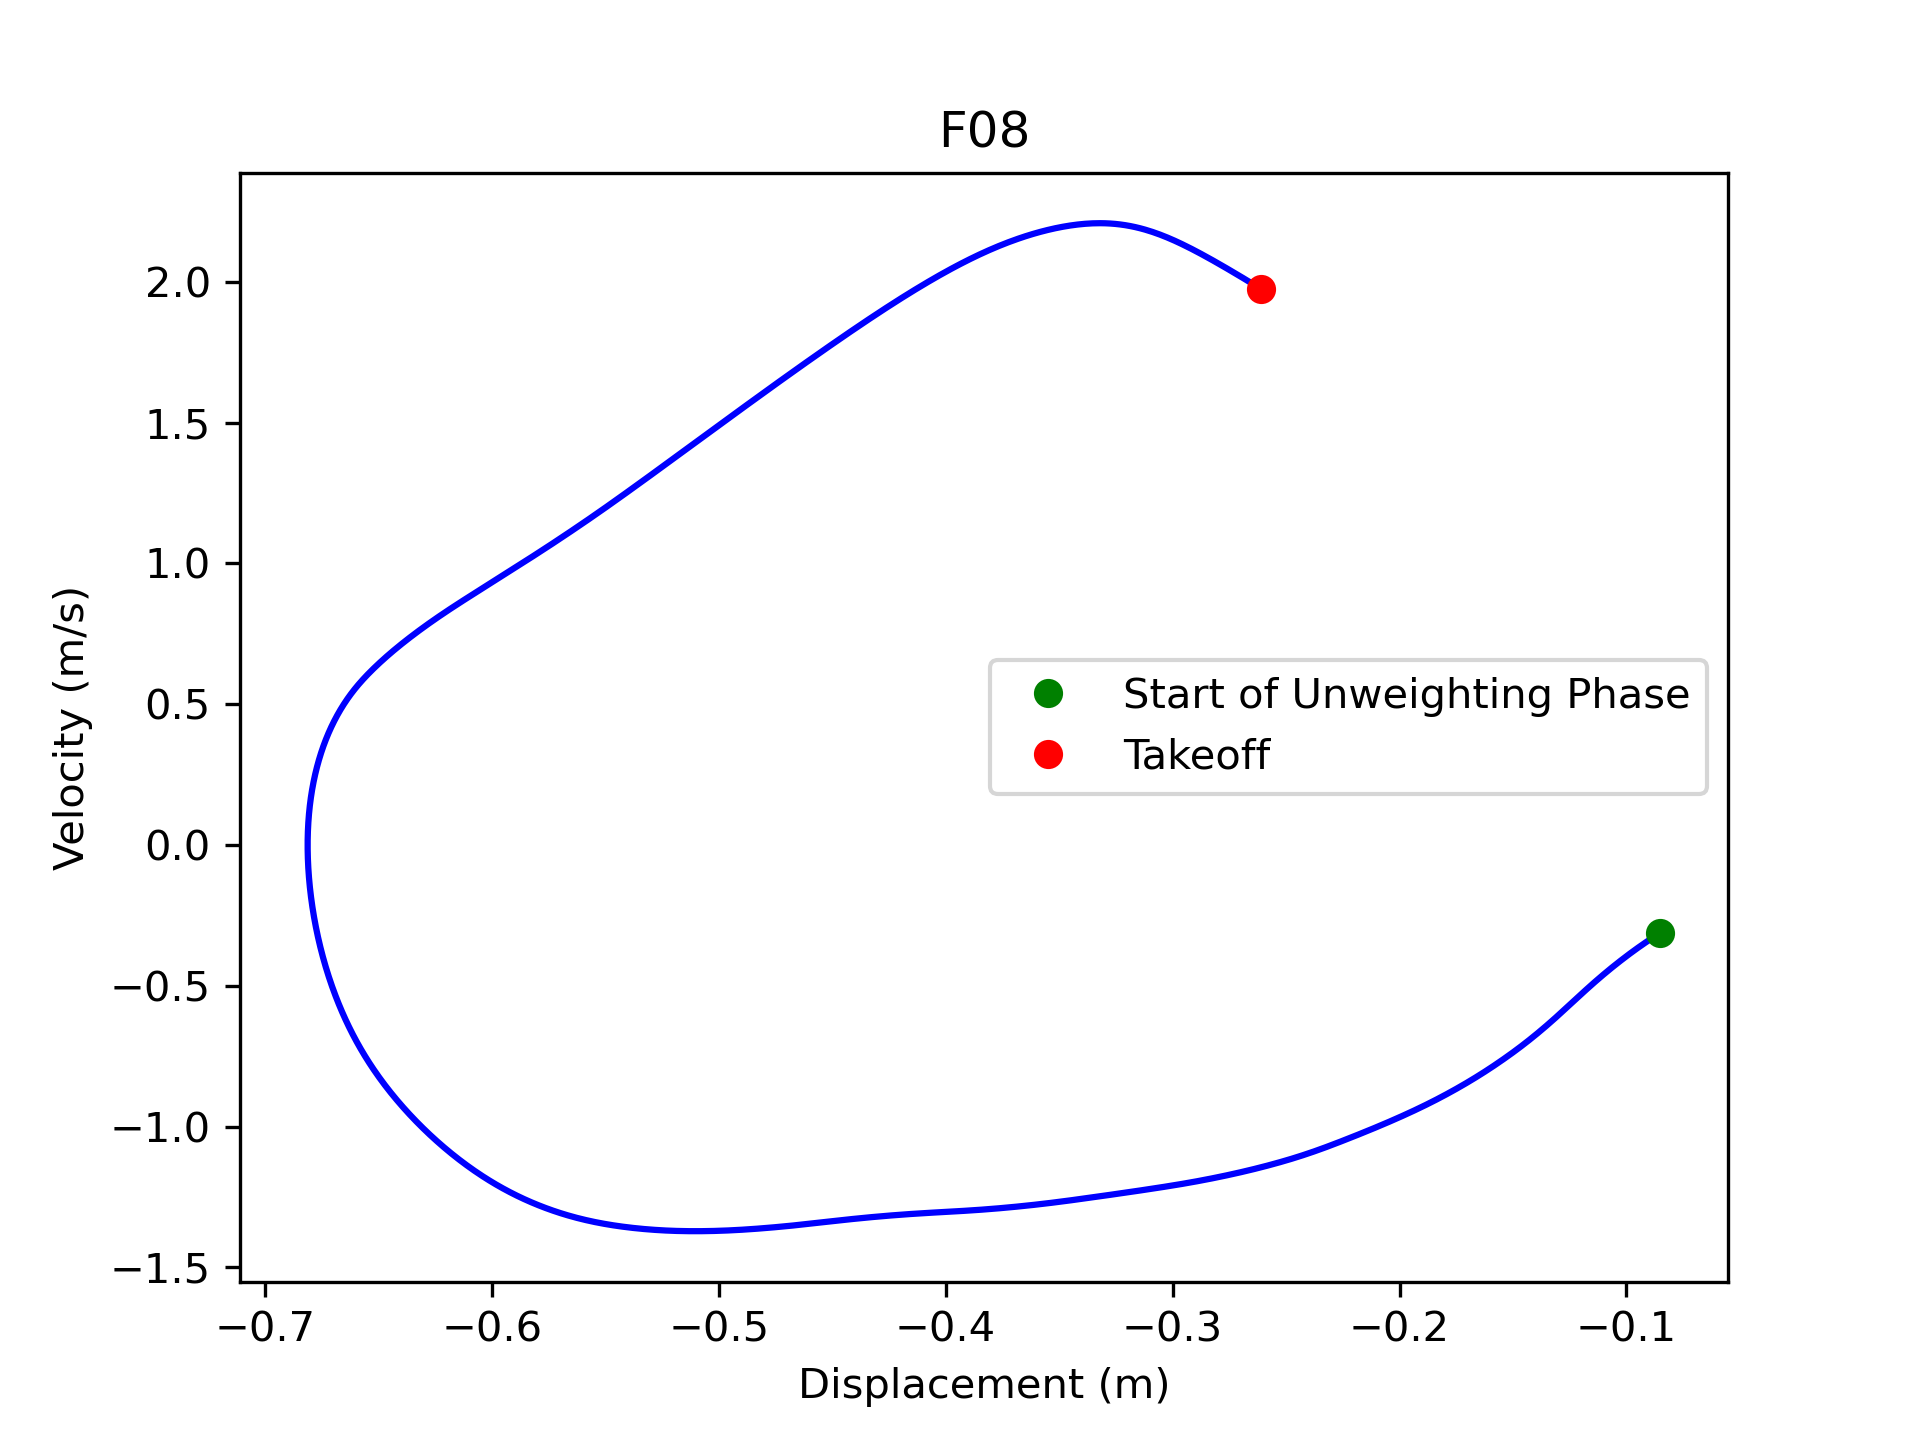 F08
2.0
1.5
1.0
0.5
0.0
−0.5
−1.0
−1.5
Velocity (m/s)
Start of Unweighting Phase
Takeoff
−0.7 −0.6 −0.5 −0.4 −0.3 −0.2 −0.1
Displacement (m)